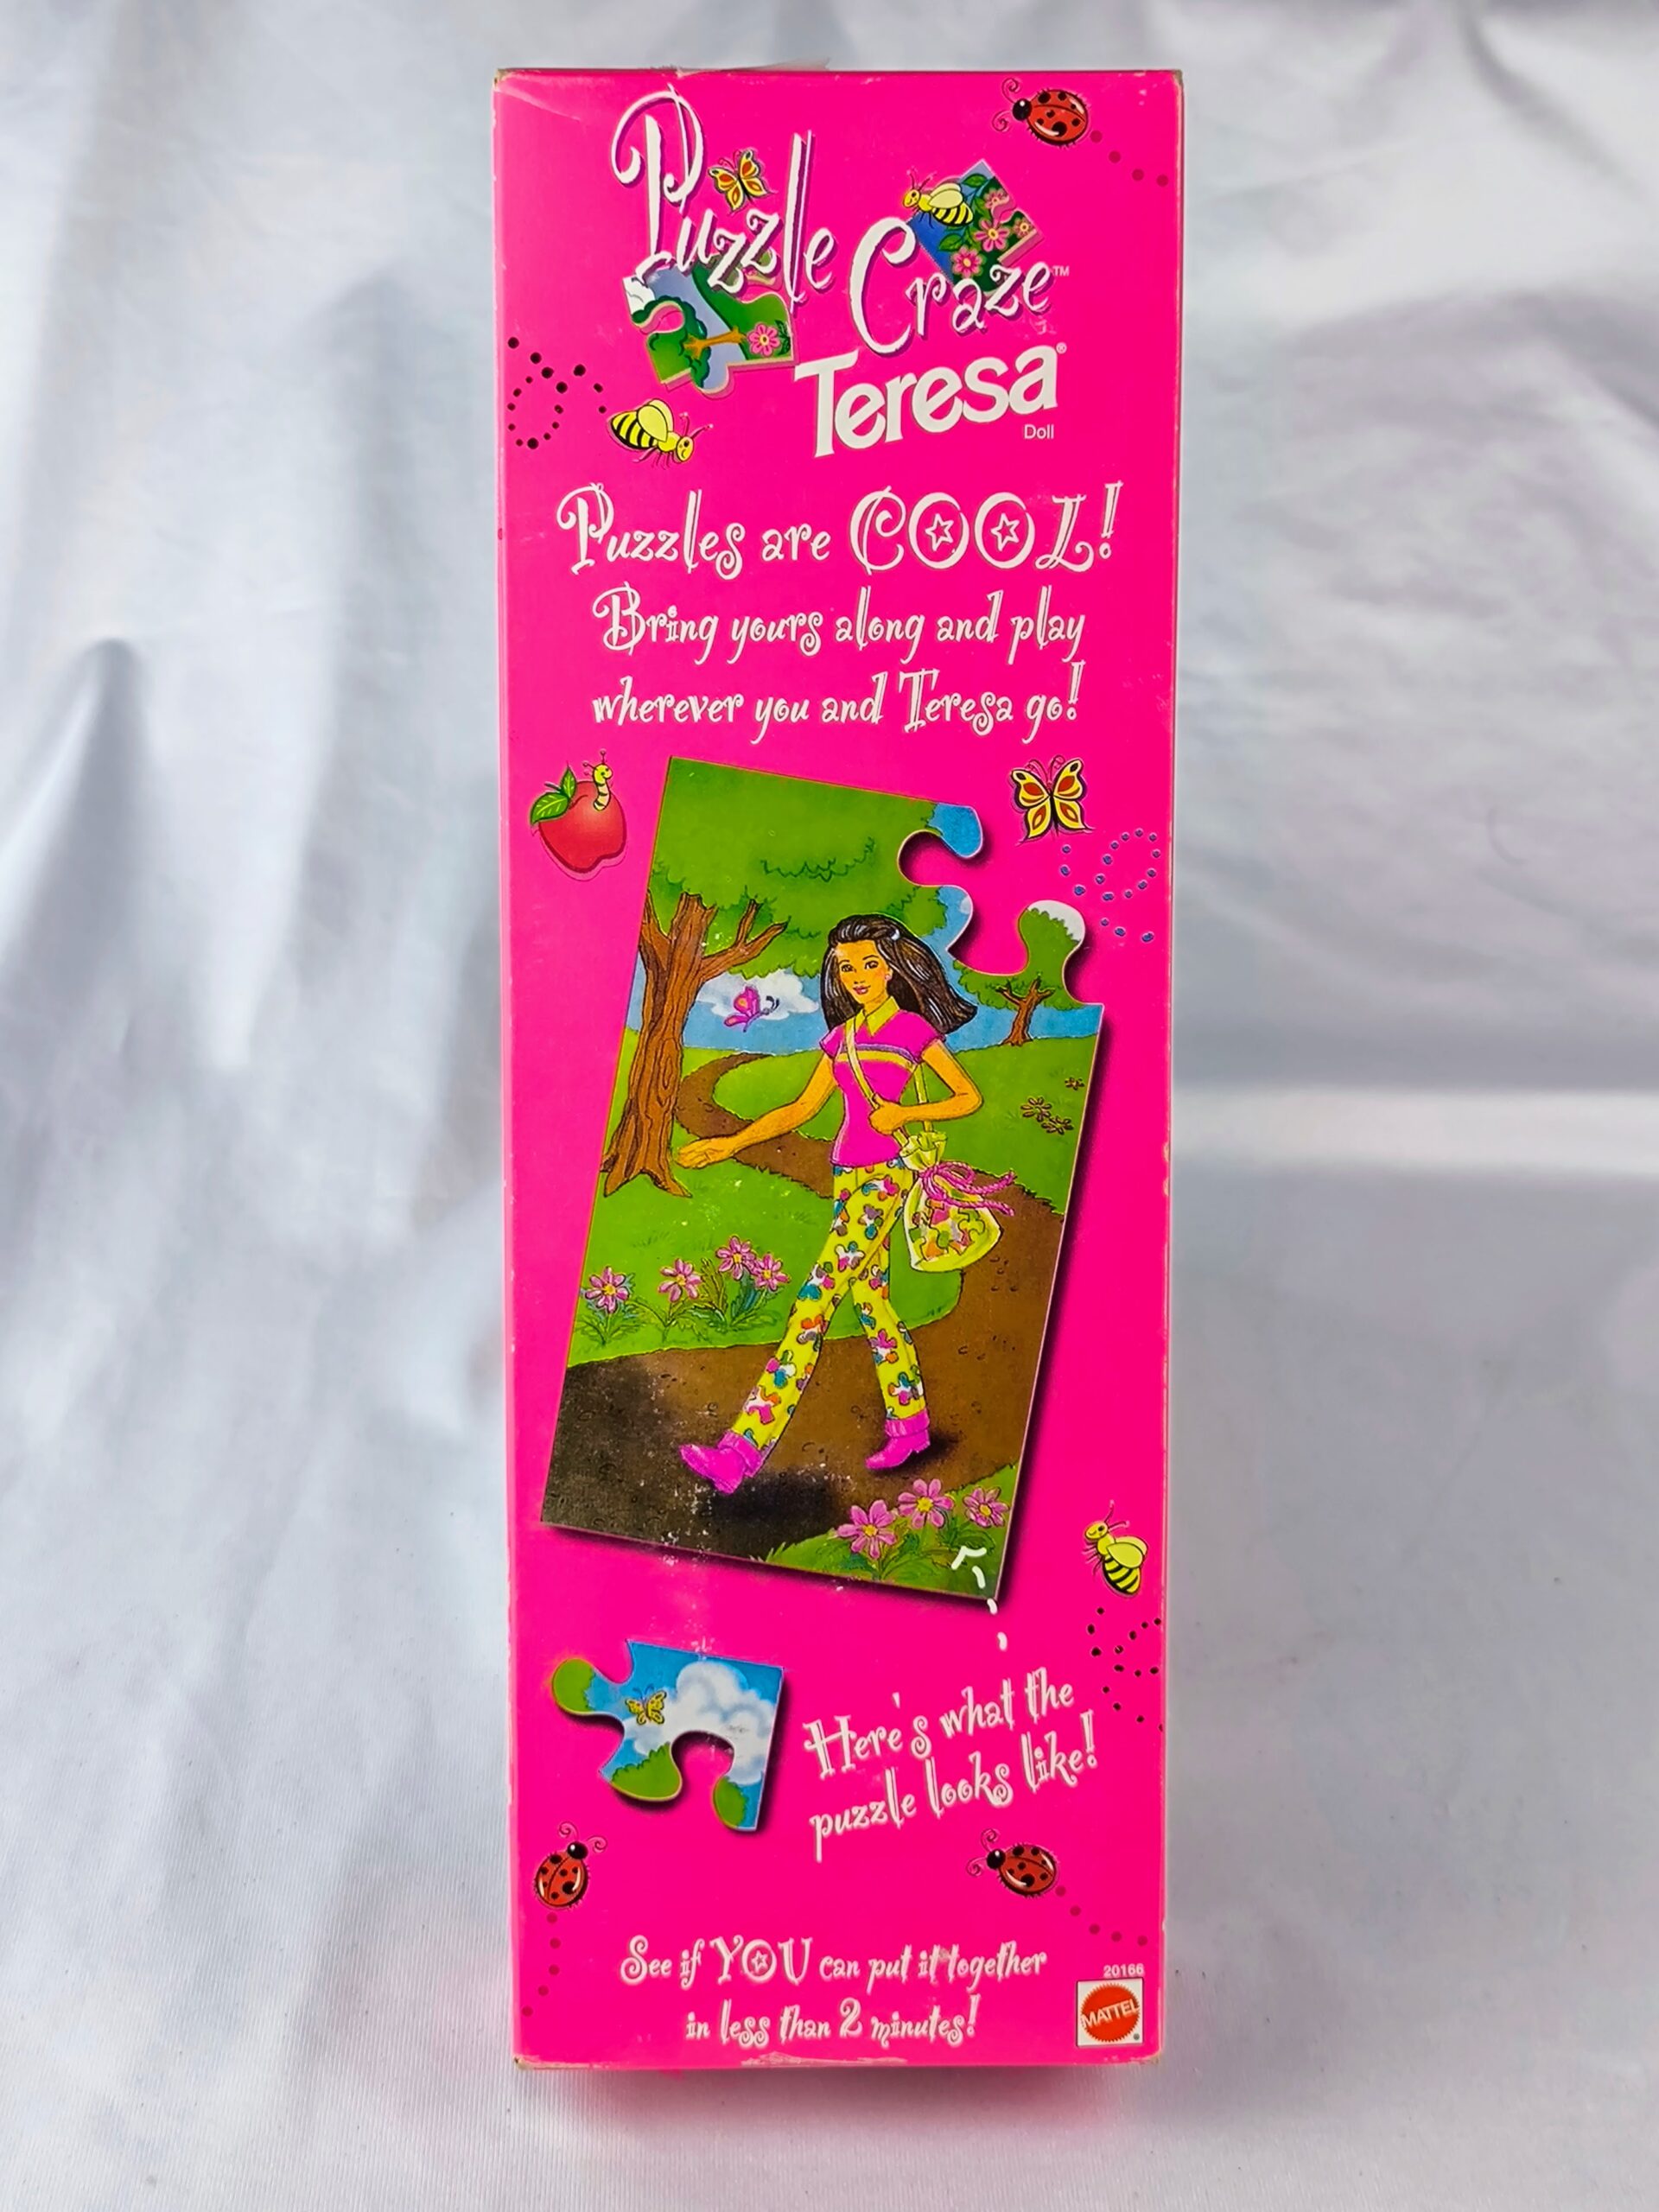 Puzzle
Craze™
Teresa®
Doll
Puzzles are COOL!
Bring yours along and play
wherever you and Teresa go!
Here's what the
puzzle looks like!
See if YOU can put it together
in less than 2 minutes!
20166
MATTEL®